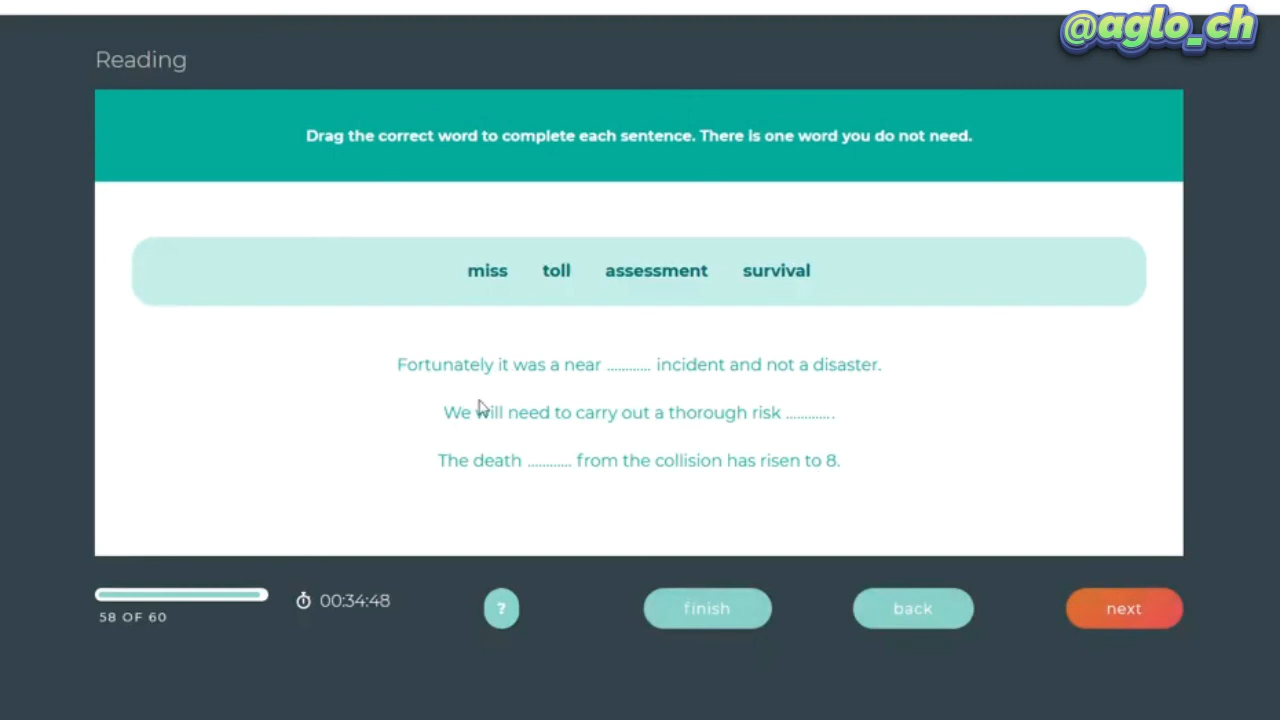 @aglo_ch
Reading
Drag the correct word to complete each sentence. There is one word you do not need.
miss toll assessment survival
Fortunately it was a near ............ incident and not a disaster.
We will need to carry out a thorough risk .............
The death ............ from the collision has risen to 8.
58 OF 60
00:34:48
?
finish
back
next